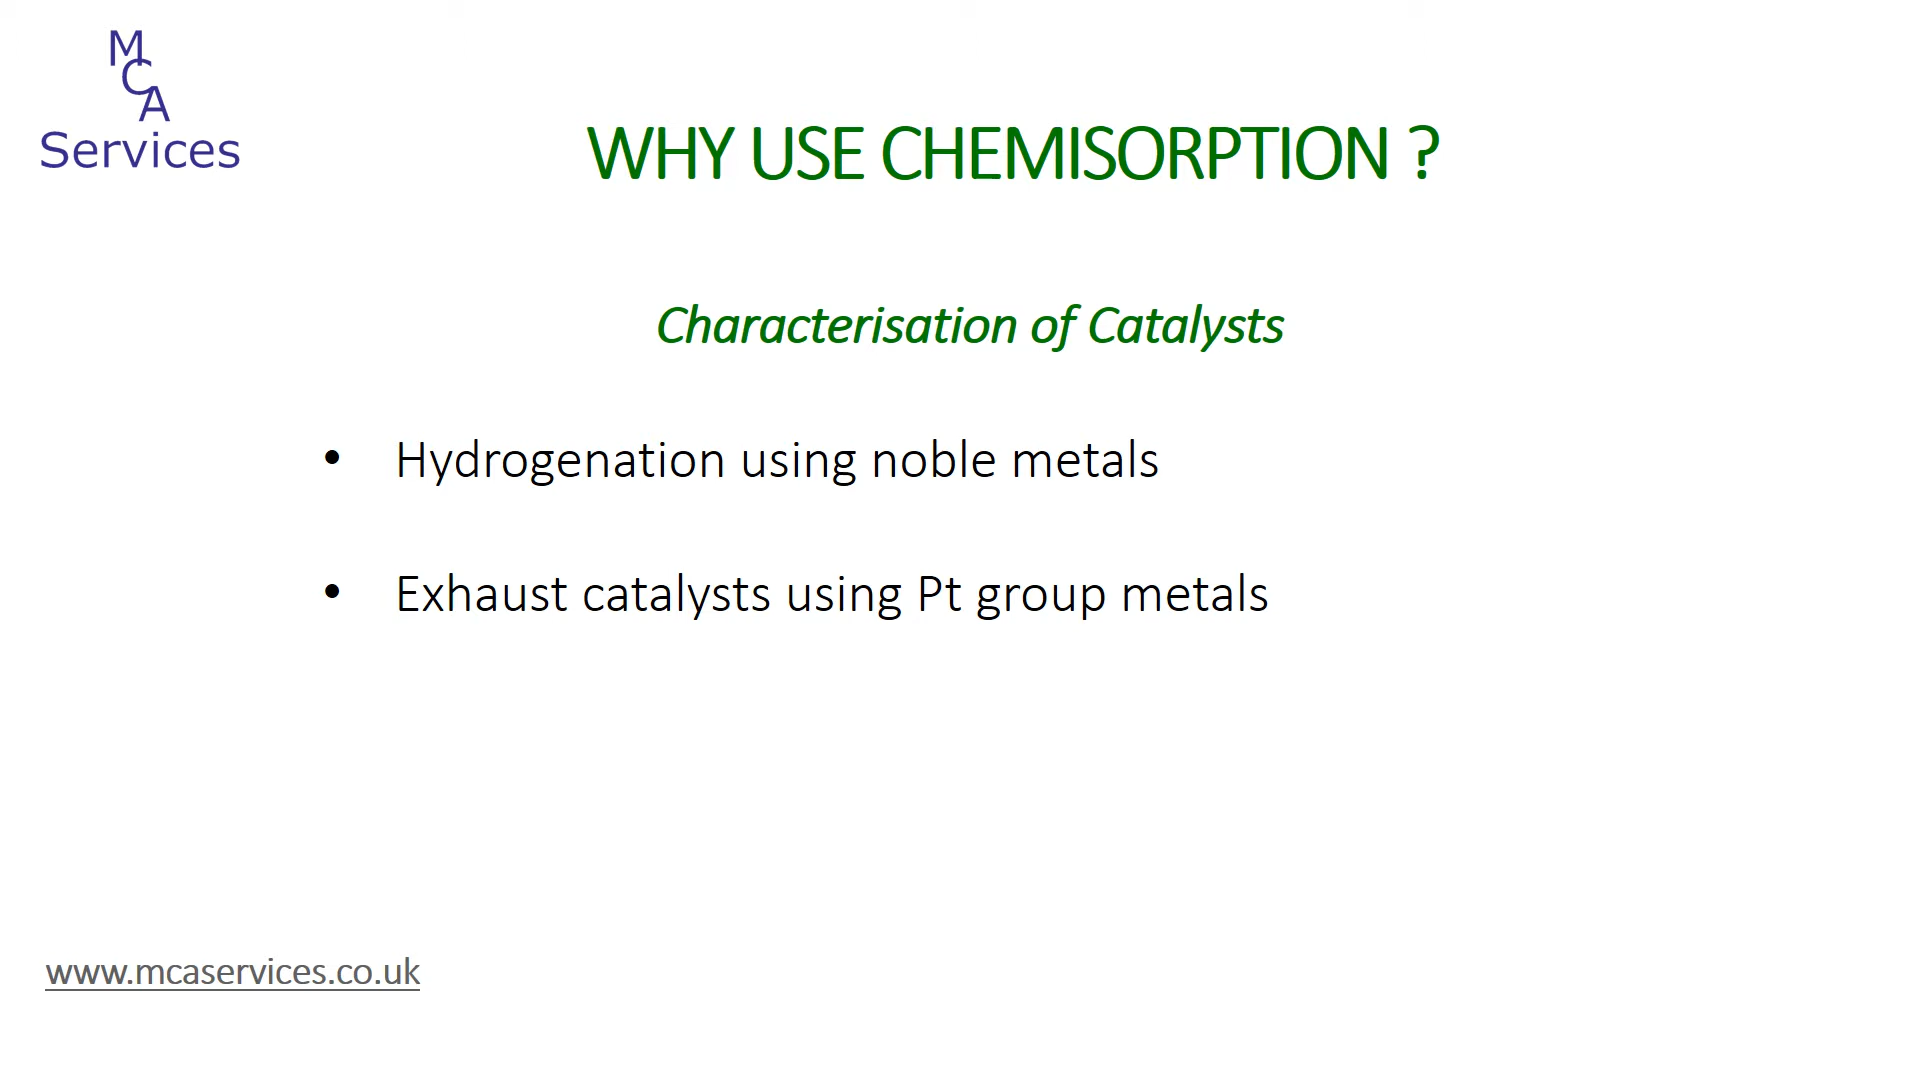 M
C
A
Services
WHY USE CHEMISORPTION ?
Characterisation of Catalysts
• Hydrogenation using noble metals
• Exhaust catalysts using Pt group metals
www.mcaservices.co.uk